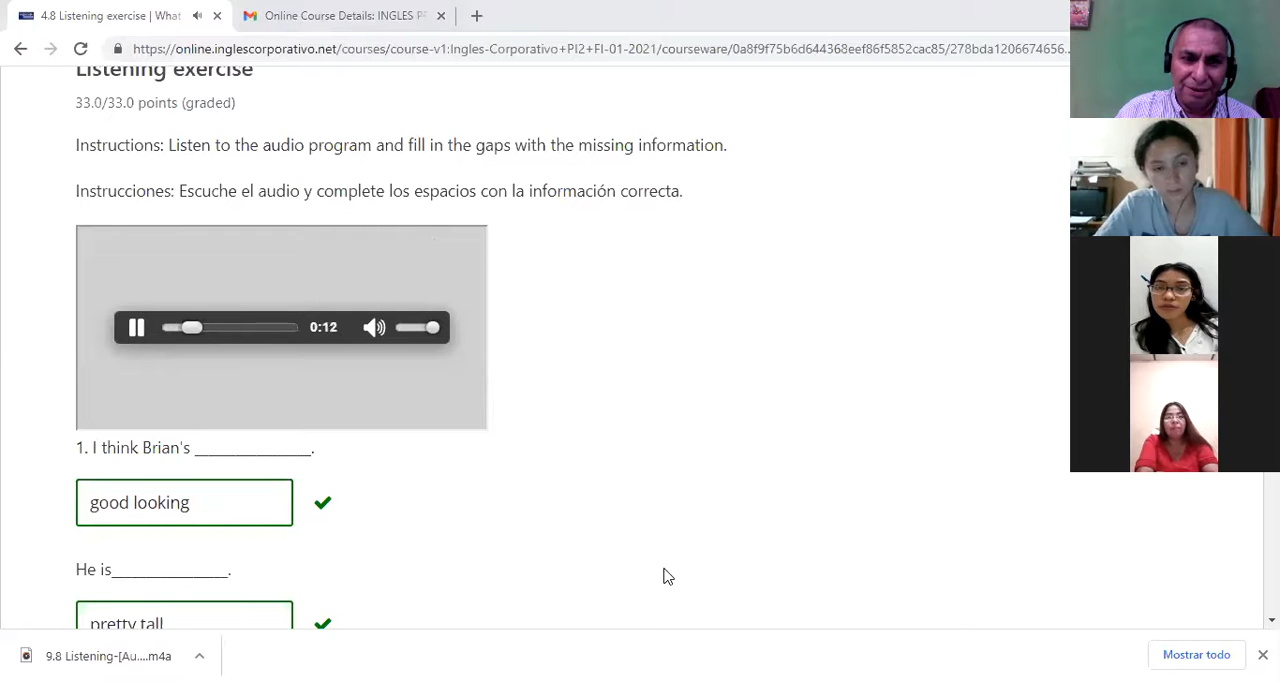 4.8 Listening exercise | What
Online Course Details: INGLES PR
https://online.inglescorporativo.net/courses/course-v1:Ingles-Corporativo+PI2+FI-01-2021/courseware/0a8f9f75b6d644368eef86f5852cac85/278bda1206674656...
Listening exercise
33.0/33.0 points (graded)
Instructions: Listen to the audio program and fill in the gaps with the missing information.
Instrucciones: Escuche el audio y complete los espacios con la información correcta.
0:12
1. I think Brian's ______________.
good looking
He is______________.
pretty tall
9.8 Listening-[Au....m4a
Mostrar todo